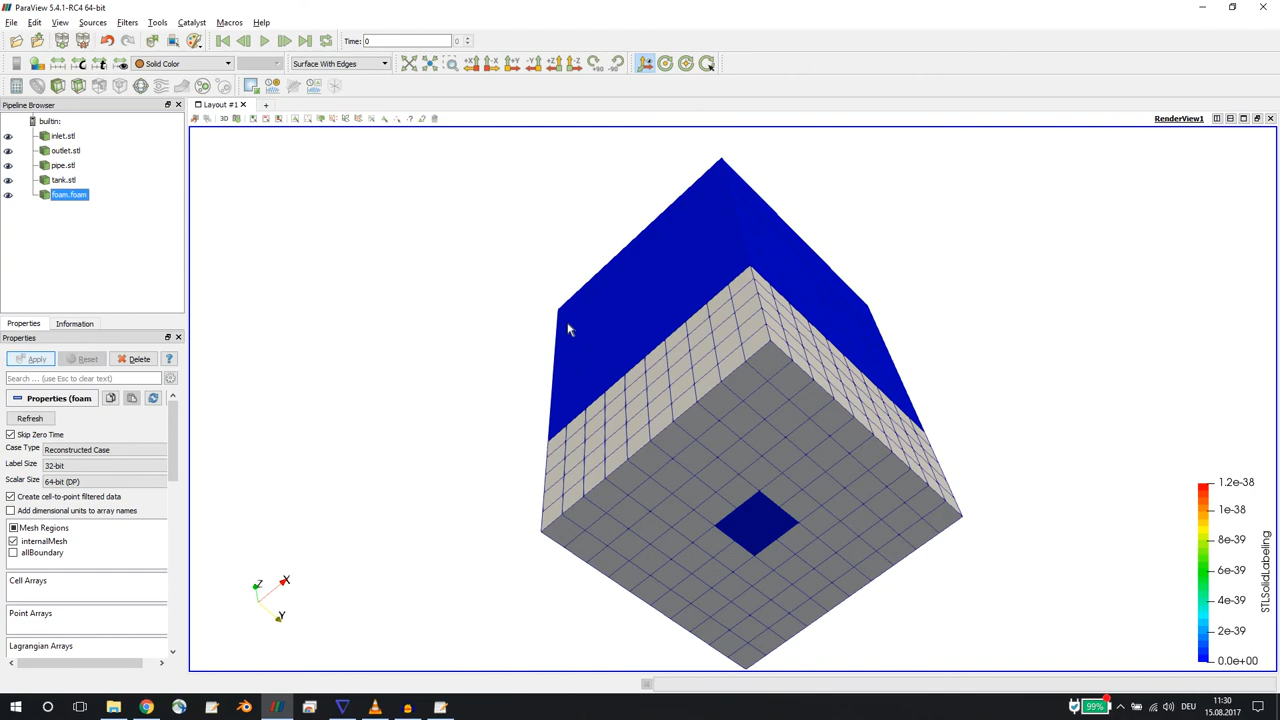 ParaView 5.4.1-RC4 64-bit
File Edit View Sources Filters Tools Catalyst Macros Help
Time: 0 0
Solid Color Surface With Edges +X -X +Y -Y +Z -Z +90 -90
Pipeline Browser Layout #1
3D RenderView1
builtin:
inlet.stl
outlet.stl
pipe.stl
tank.stl
foam.foam
Properties Information
Properties
Apply Reset Delete ?
Search ... (use Esc to clear text)
Properties (foam
Refresh
Skip Zero Time
Case Type Reconstructed Case
Label Size 32-bit
Scalar Size 64-bit (DP)
Create cell-to-point filtered data
Add dimensional units to array names
Mesh Regions
internalMesh
allBoundary
Cell Arrays
Point Arrays
Lagrangian Arrays
Z X Y
1.2e-38
1e-38
8e-39
6e-39
4e-39
2e-39
0.0e+00
STLSolidLabeling
99% DEU 11:30
15.08.2017